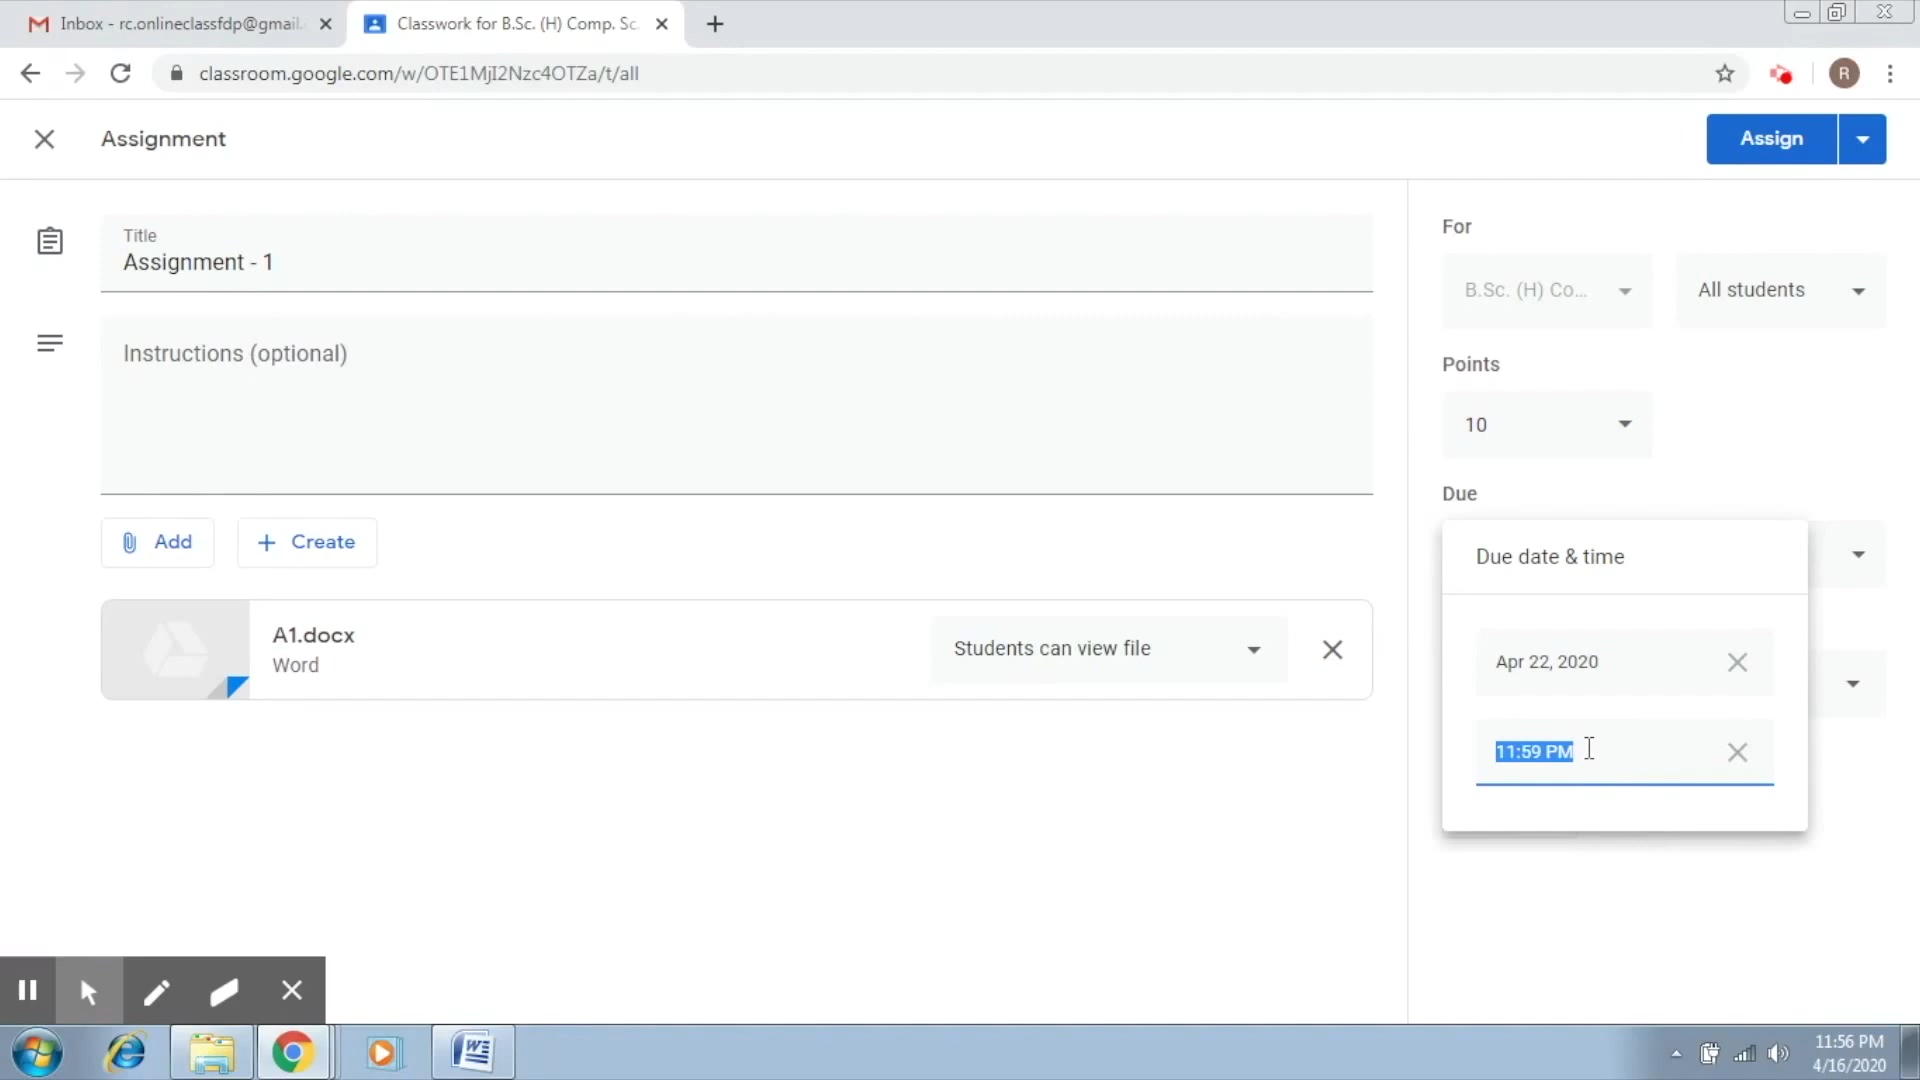 Inbox - rc.onlineclassfdp@gmail.
Classwork for B.Sc. (H) Comp. Sc.
classroom.google.com/w/OTE1MjI2Nzc4OTZa/t/all
R
Assignment
Assign
Title
Assignment - 1
Instructions (optional)
Add
Create
A1.docx
Word
Students can view file
For
B.Sc. (H) Co...
All students
Points
10
Due
Due date & time
Apr 22, 2020
11:59 PM
11:56 PM
4/16/2020